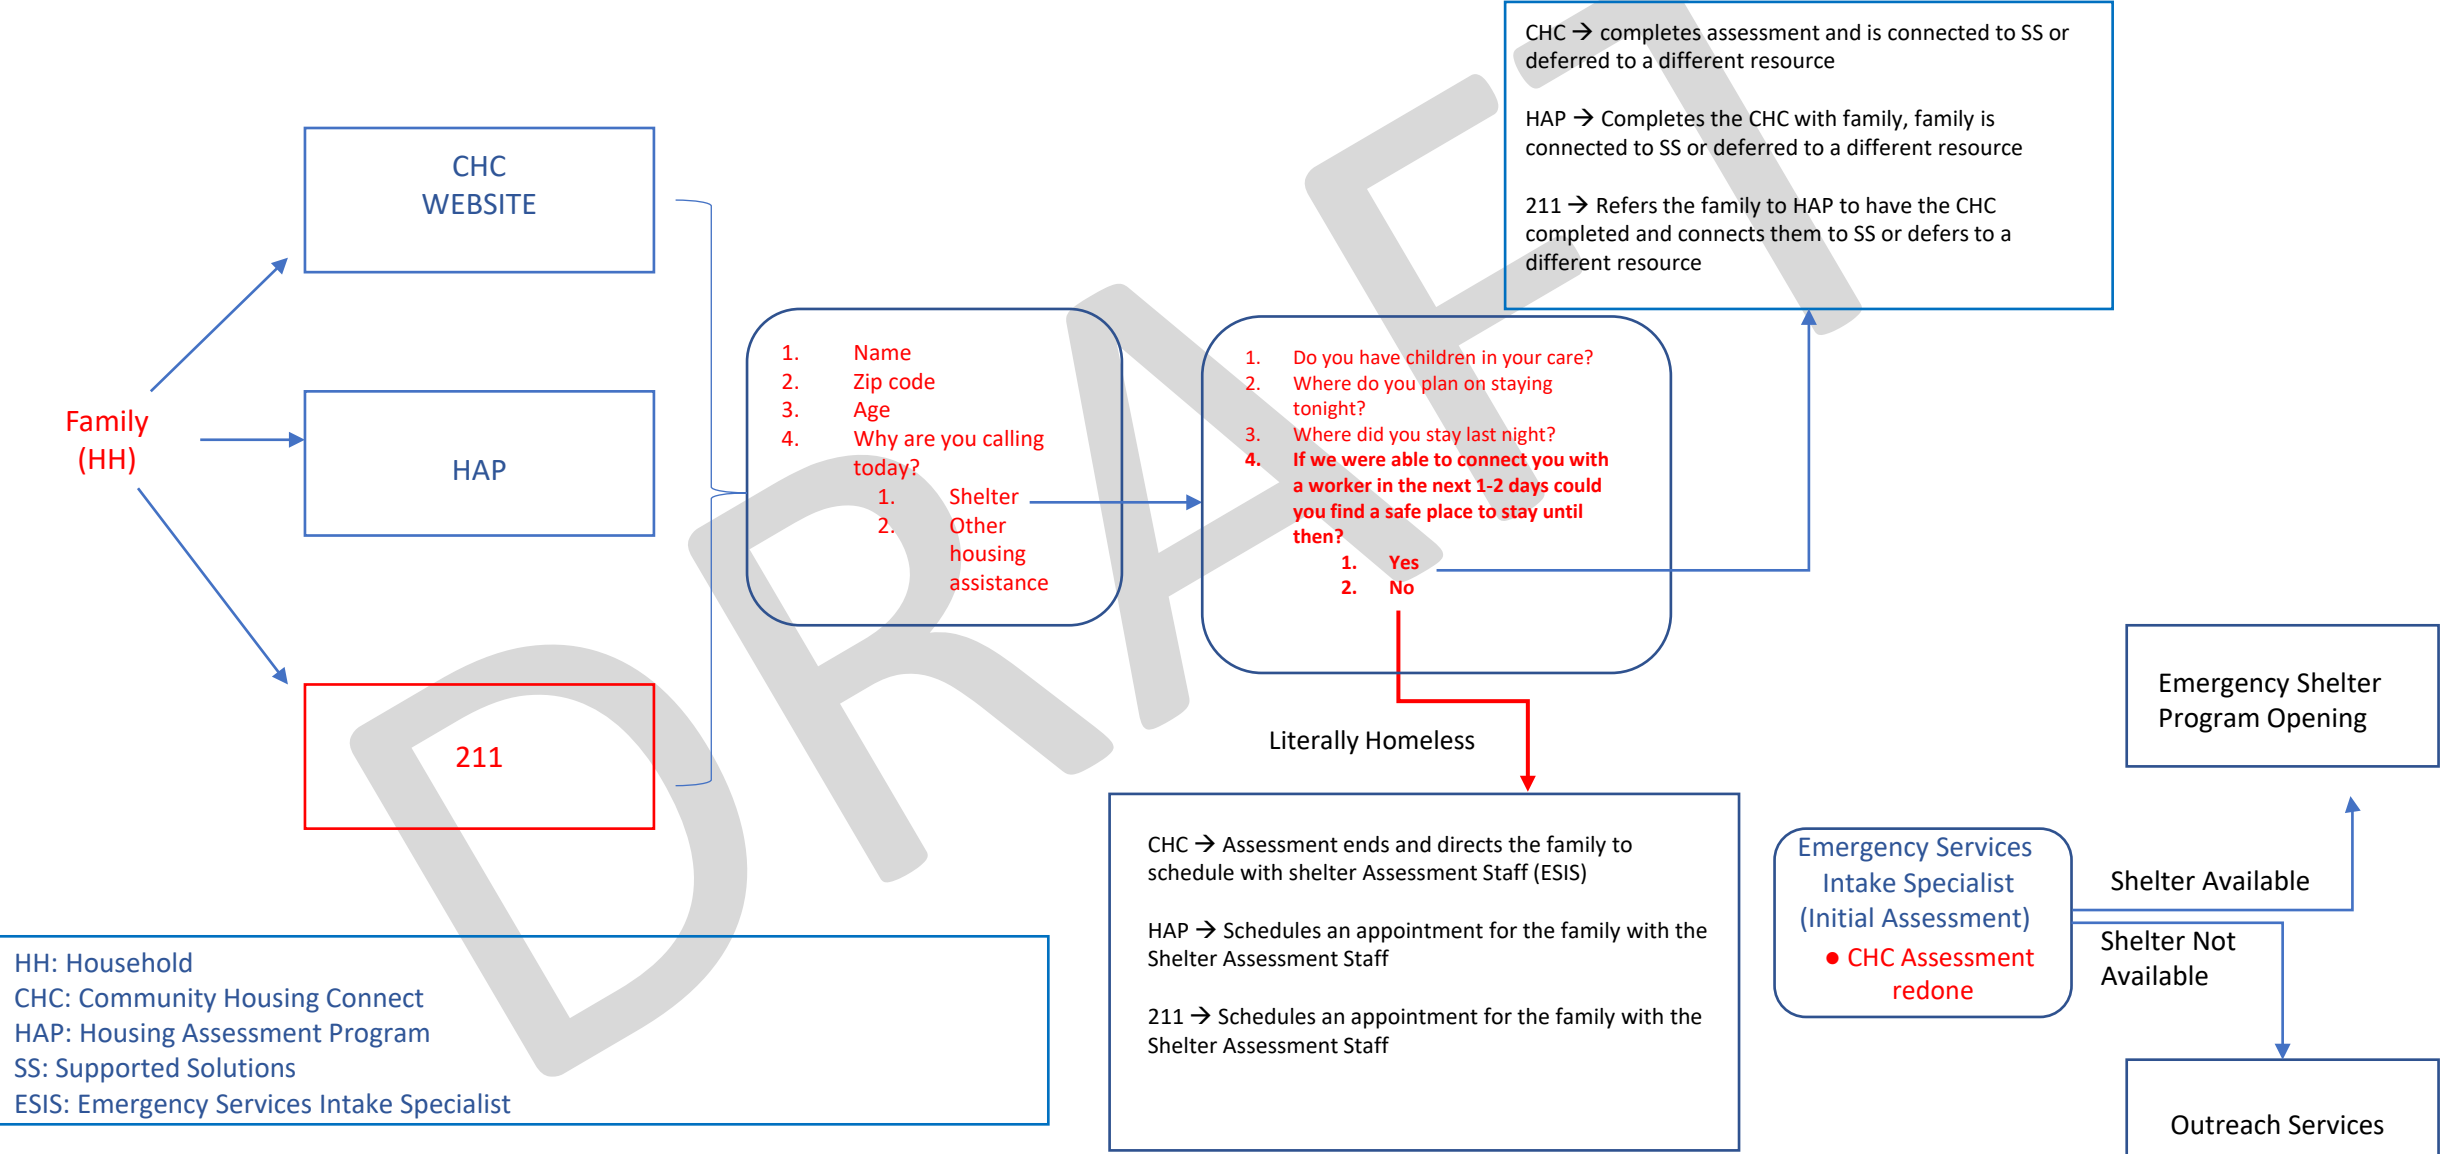 CHC → completes assessment and is connected to SS or
deferred to a different resource
HAP → Completes the CHC with family, family is
connected to SS or deferred to a different resource
211 → Refers the family to HAP to have the CHC
completed and connects them to SS or defers to a
different resource
CHC
WEBSITE
Family
(HH)
HAP
211
1. Name
2. Zip code
3. Age
4. Why are you calling
today?
1. Shelter
2. Other
housing
assistance
1. Do you have children in your care?
2. Where do you plan on staying
tonight?
3. Where did you stay last night?
4. If we were able to connect you with
a worker in the next 1-2 days could
you find a safe place to stay until
then?
1. Yes
2. No
Literally Homeless
CHC → Assessment ends and directs the family to
schedule with shelter Assessment Staff (ESIS)
HAP → Schedules an appointment for the family with the
Shelter Assessment Staff
211 → Schedules an appointment for the family with the
Shelter Assessment Staff
Emergency Services
Intake Specialist
(Initial Assessment)
● CHC Assessment
redone
Shelter Available
Shelter Not
Available
Emergency Shelter
Program Opening
Outreach Services
HH: Household
CHC: Community Housing Connect
HAP: Housing Assessment Program
SS: Supported Solutions
ESIS: Emergency Services Intake Specialist
DRAFT